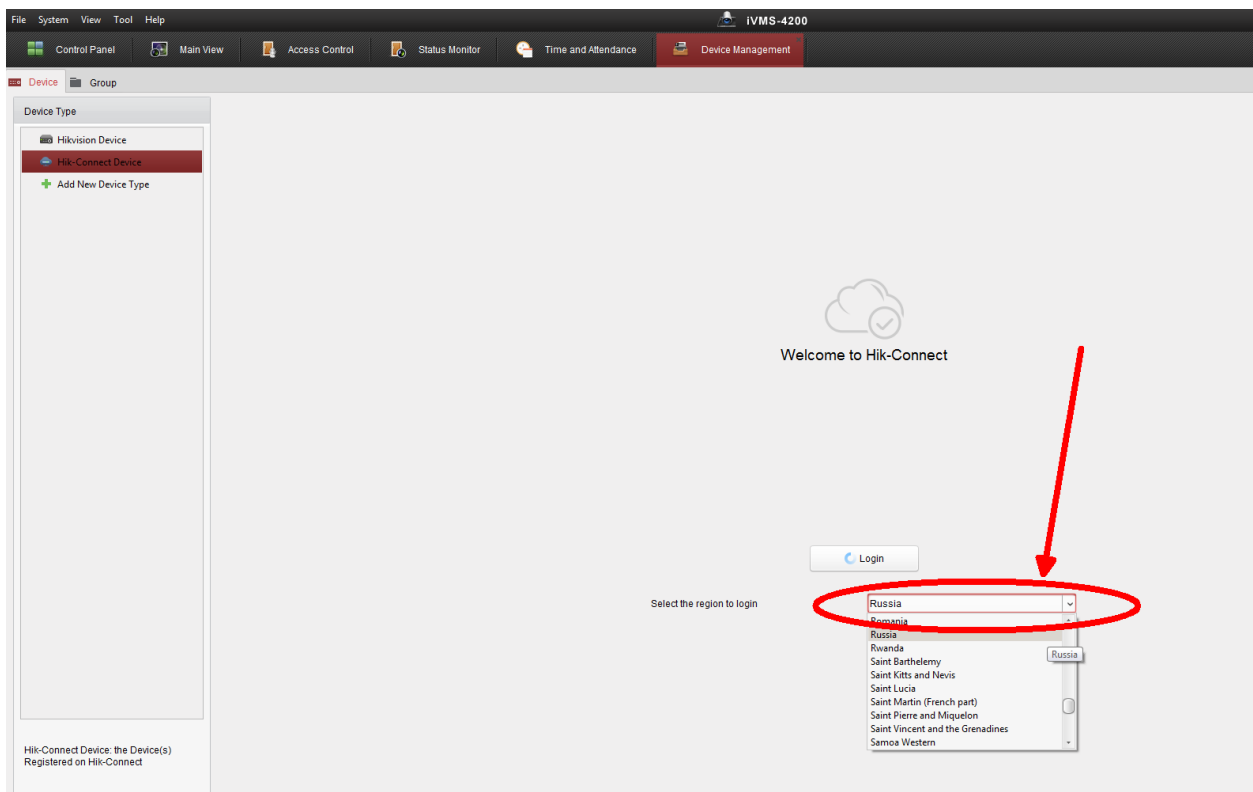 File System View Tool Help
iVMS-4200
Control Panel Main View Access Control Status Monitor Time and Attendance Device Management
Device Group
Device Type
Hikvision Device
Hik-Connect Device
Add New Device Type
Welcome to Hik-Connect
Login
Select the region to login Russia
Romania
Russia
Rwanda
Russia
Saint Barthelemy
Saint Kitts and Nevis
Saint Lucia
Saint Martin (French part)
Saint Pierre and Miquelon
Saint Vincent and the Grenadines
Samoa Western
Hik-Connect Device: the Device(s)
Registered on Hik-Connect